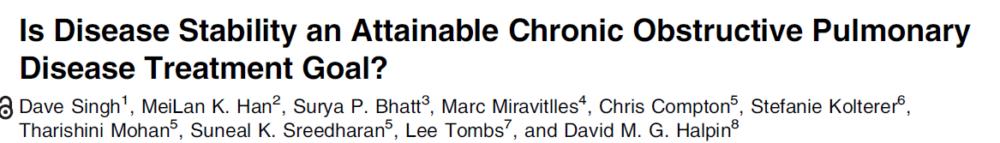 Is Disease Stability an Attainable Chronic Obstructive Pulmonary
Disease Treatment Goal?
Dave Singh¹, MeiLan K. Han², Surya P. Bhatt³, Marc Miravitlles⁴, Chris Compton⁵, Stefanie Kolterer⁶,
Tharishini Mohan⁵, Suneal K. Sreedharan⁵, Lee Tombs⁷, and David M. G. Halpin⁸